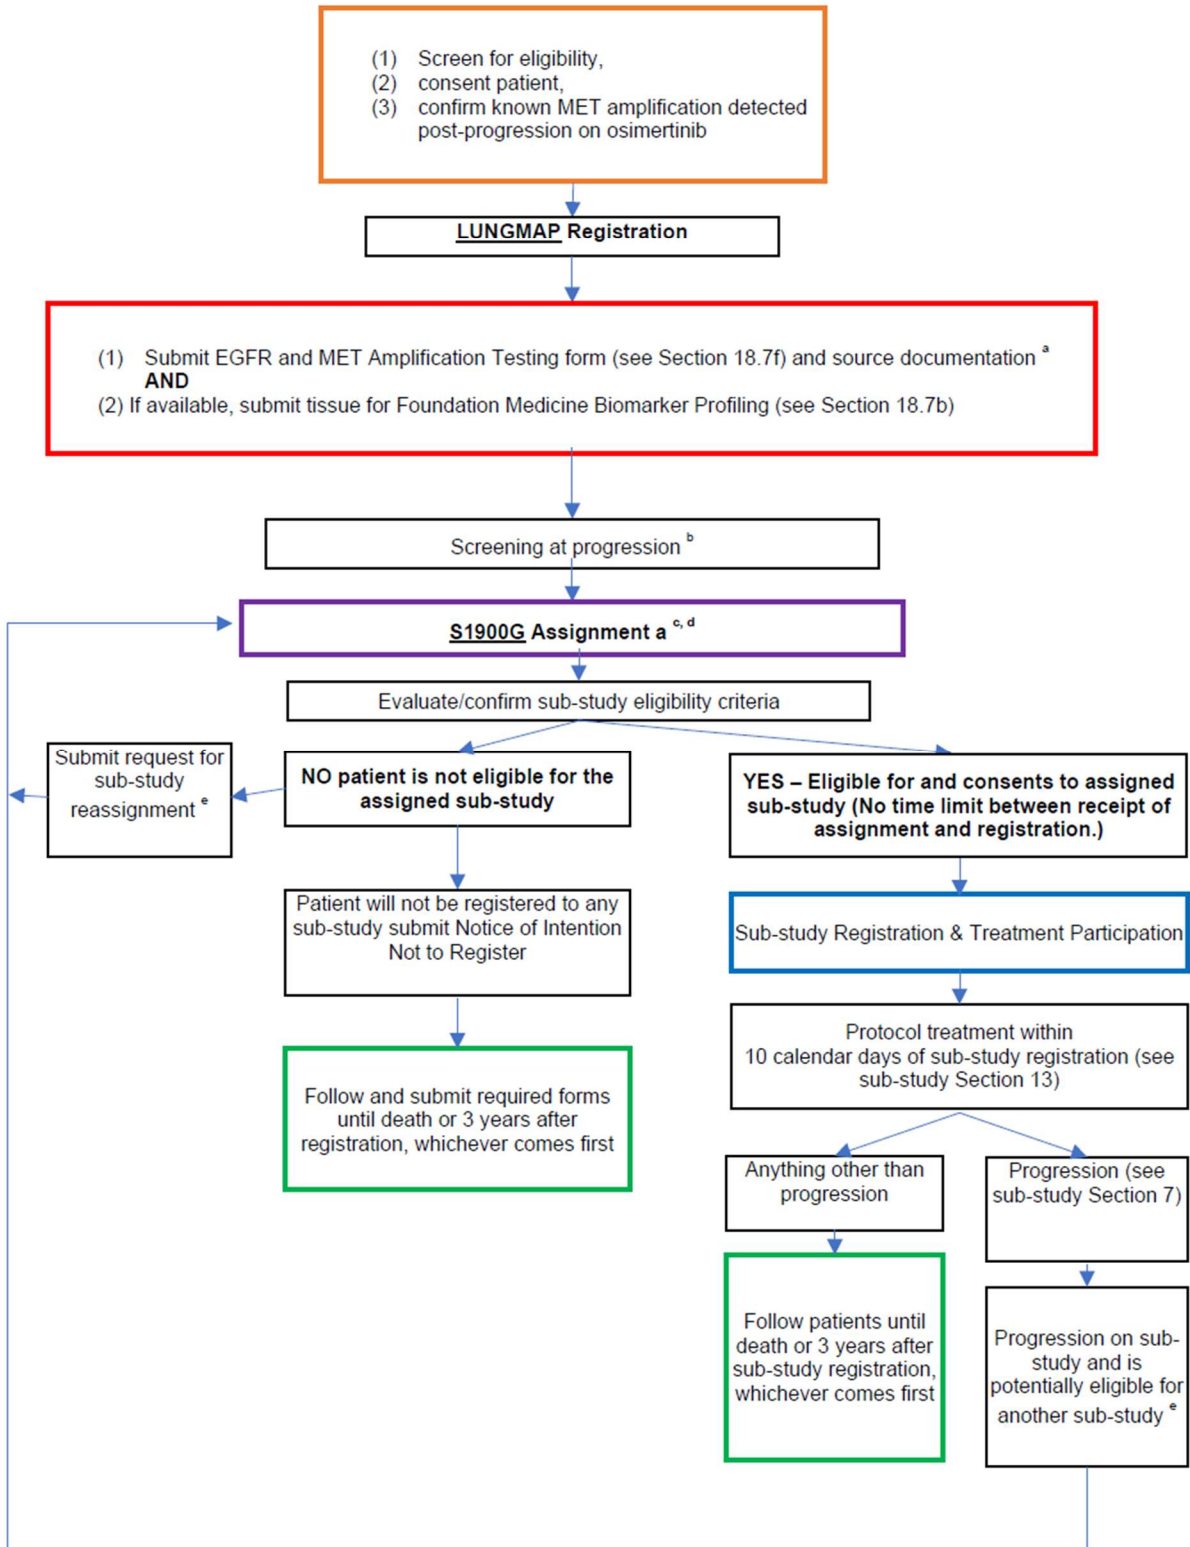 (1) Screen for eligibility,
(2) consent patient,
(3) confirm known MET amplification detected
post-progression on osimertinib
LUNGMAP Registration
(1) Submit EGFR and MET Amplification Testing form (see Section 18.7f) and source documentation a
AND
(2) If available, submit tissue for Foundation Medicine Biomarker Profiling (see Section 18.7b)
Screening at progression b
S1900G Assignment a c, d
Evaluate/confirm sub-study eligibility criteria
Submit request for
sub-study
reassignment e
NO patient is not eligible for the
assigned sub-study
YES – Eligible for and consents to assigned
sub-study (No time limit between receipt of
assignment and registration.)
Patient will not be registered to any
sub-study submit Notice of Intention
Not to Register
Sub-study Registration & Treatment Participation
Protocol treatment within
10 calendar days of sub-study registration (see
sub-study Section 13)
Follow and submit required forms
until death or 3 years after
registration, whichever comes first
Anything other than
progression
Progression (see
sub-study Section 7)
Follow patients until
death or 3 years after
sub-study registration,
whichever comes first
Progression on sub-
study and is
potentially eligible for
another sub-study e